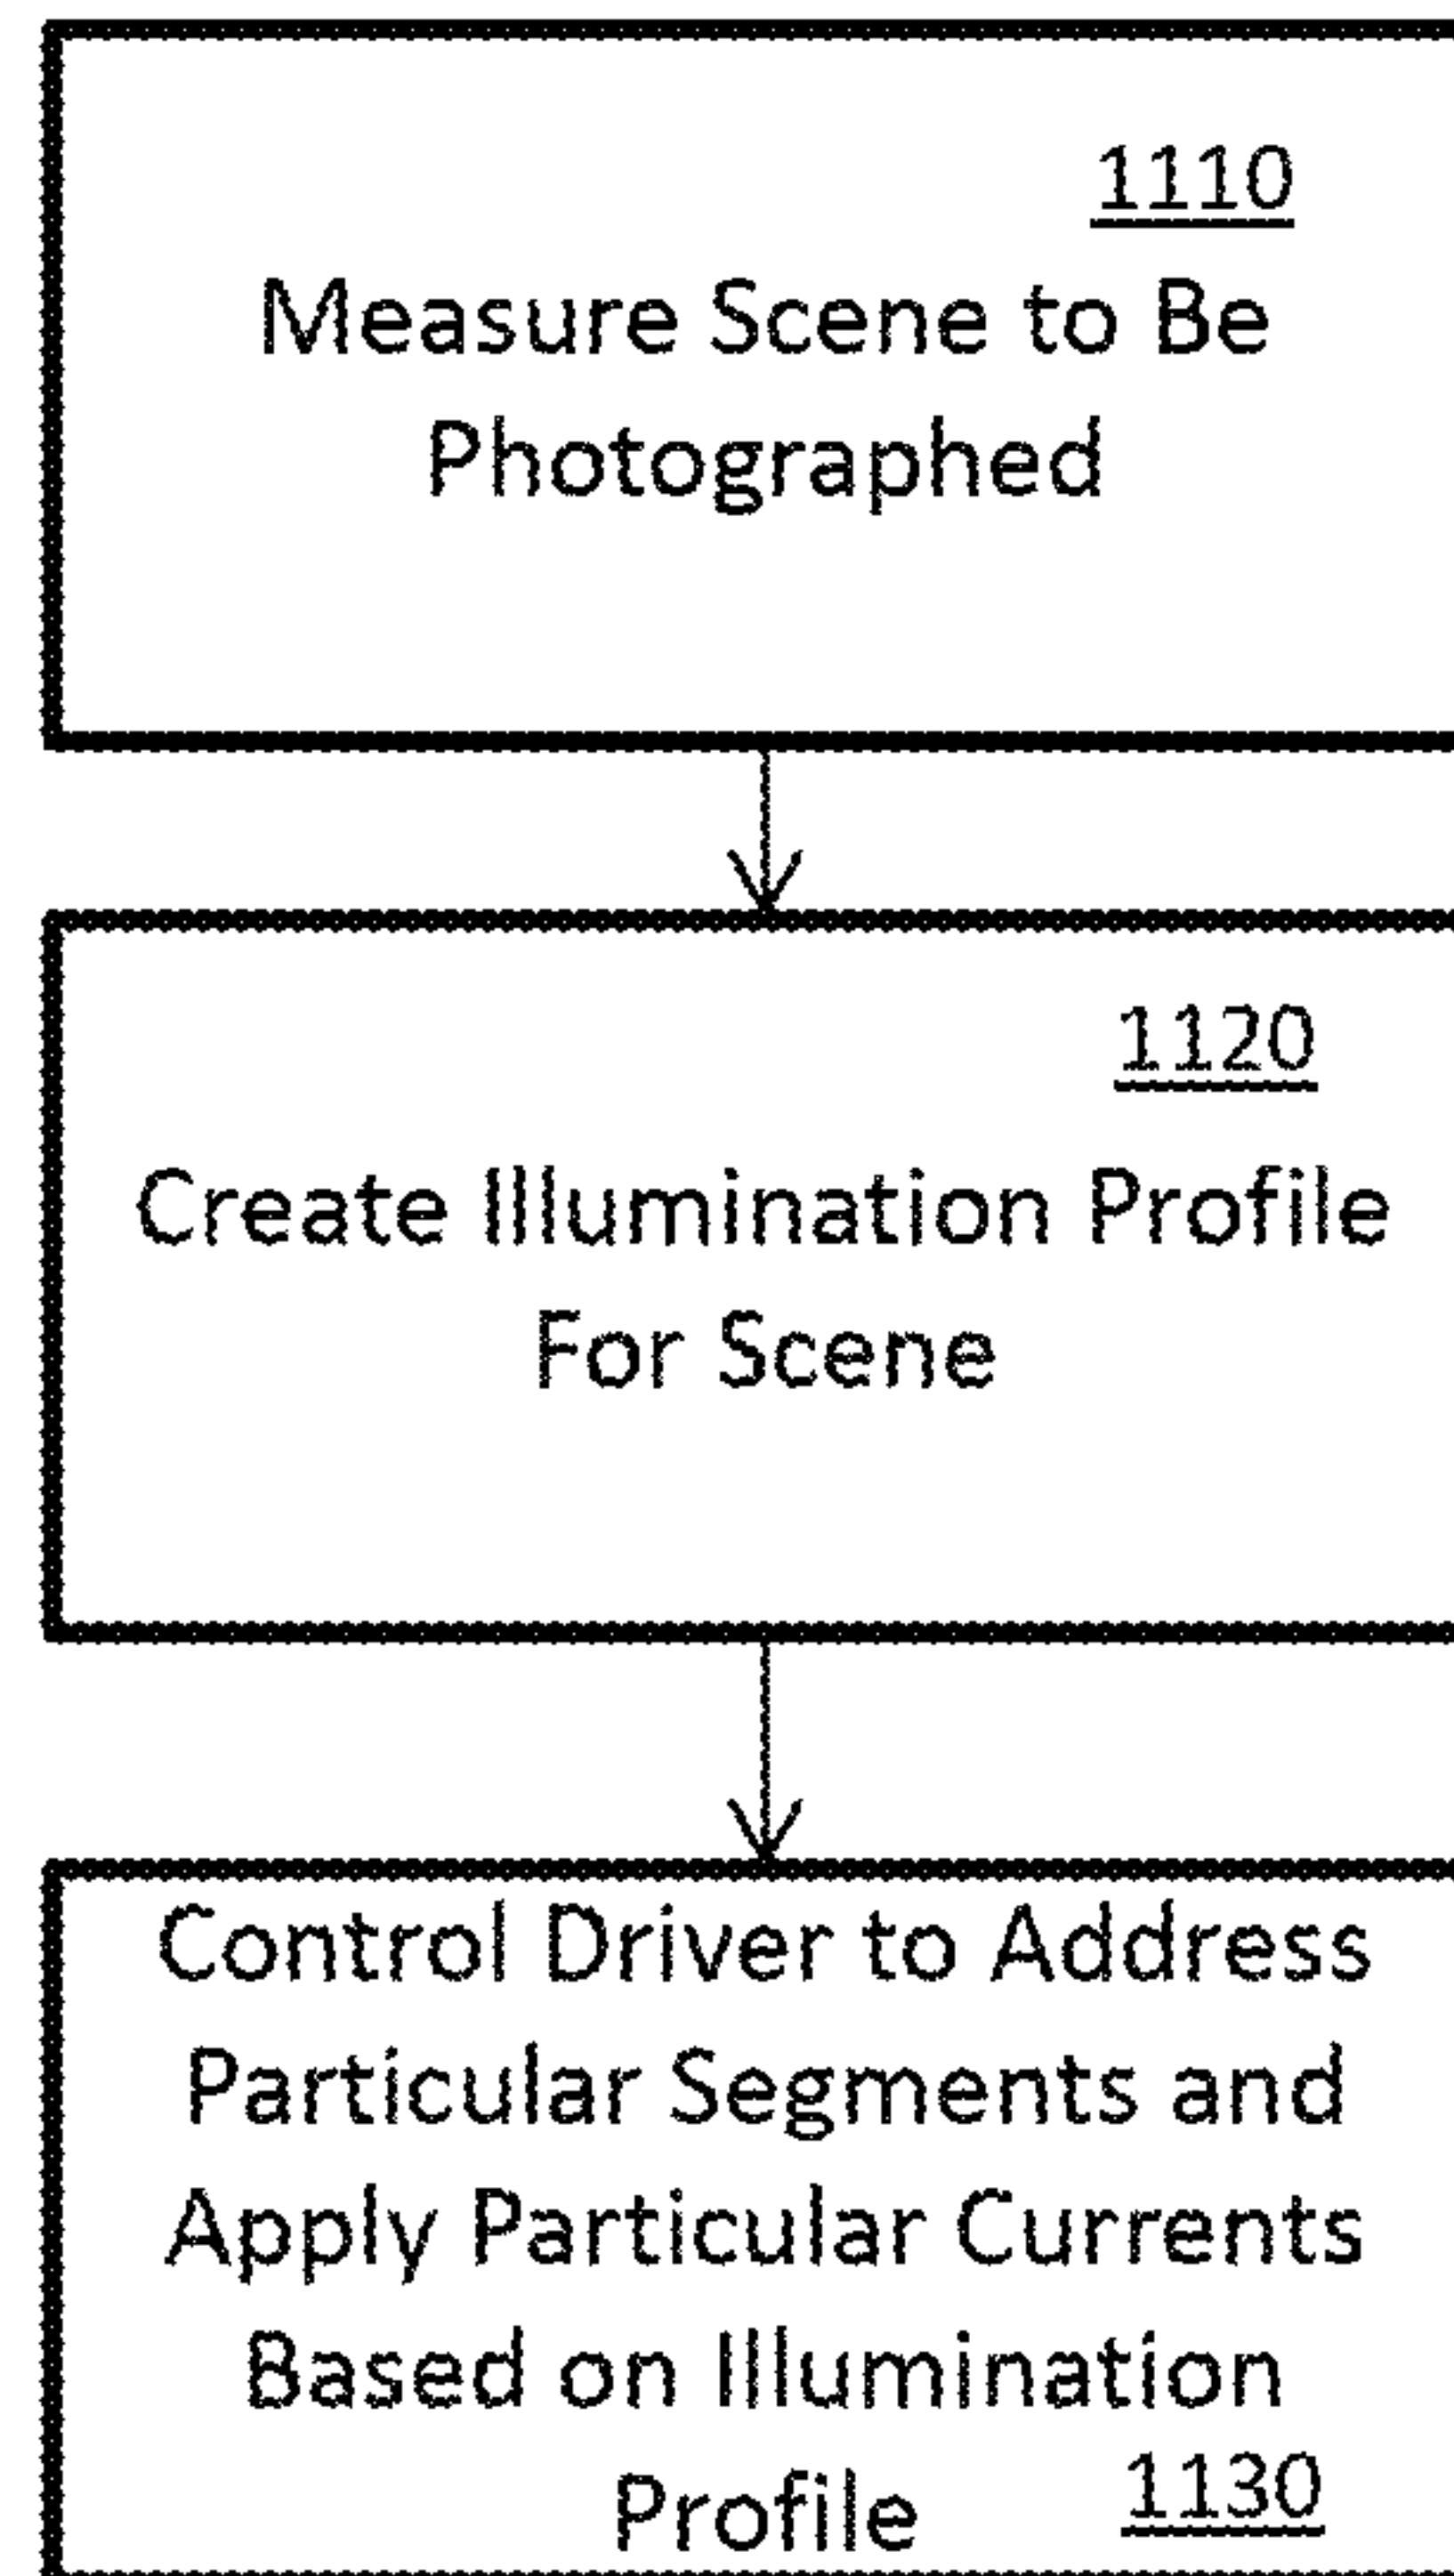 1110
Measure Scene to Be
Photographed
1120
Create Illumination Profile
For Scene
Control Driver to Address
Particular Segments and
Apply Particular Currents
Based on Illumination
Profile 1130